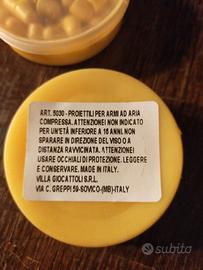 ART. 5030 - PROIETTILI PER ARMI AD ARIA
COMPRESSA. ATTENZIONE! NON INDICATO
PER UN'ETÀ INFERIORE A 16 ANNI. NON
SPARARE IN DIREZIONE DEL VISO O A
DISTANZA RAVVICINATA. ATTENZIONE!
USARE OCCHIALI DI PROTEZIONE. LEGGERE
E CONSERVARE. MADE IN ITALY.
VILLA GIOCATTOLI S.R.L.
VIA C. GREPPI 59-SOVICO-(MB)-ITALY
subito